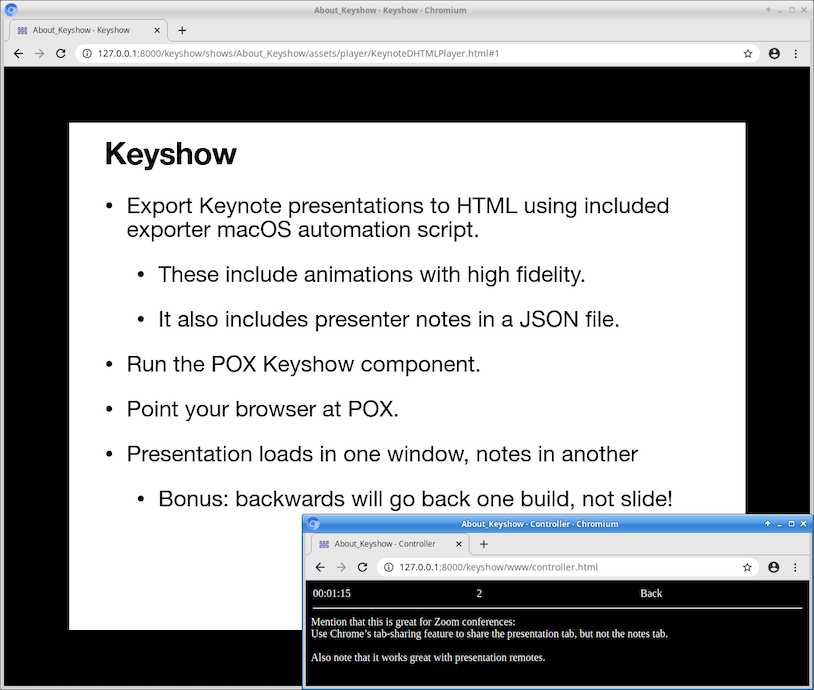 About_Keyshow - Keyshow - Chromium
About_Keyshow - Keyshow
127.0.0.1:8000/keyshow/shows/About_Keyshow/assets/player/KeynoteDHTMLPlayer.html#1
Keyshow
• Export Keynote presentations to HTML using included
exporter macOS automation script.
• These include animations with high fidelity.
• It also includes presenter notes in a JSON file.
• Run the POX Keyshow component.
• Point your browser at POX.
• Presentation loads in one window, notes in another
• Bonus: backwards will go back one build, not slide!
About_Keyshow - Controller - Chromium
About_Keyshow - Controller
127.0.0.1:8000/keyshow/www/controller.html
00:01:15 2 Back
Mention that this is great for Zoom conferences:
Use Chrome’s tab-sharing feature to share the presentation tab, but not the notes tab.
Also note that it works great with presentation remotes.